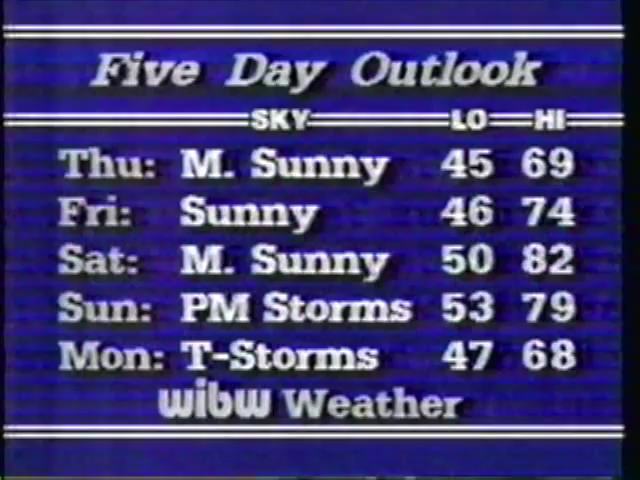 Five Day Outlook
SKY LO HI
Thu: M. Sunny 45 69
Fri: Sunny 46 74
Sat: M. Sunny 50 82
Sun: PM Storms 53 79
Mon: T-Storms 47 68
wibw Weather